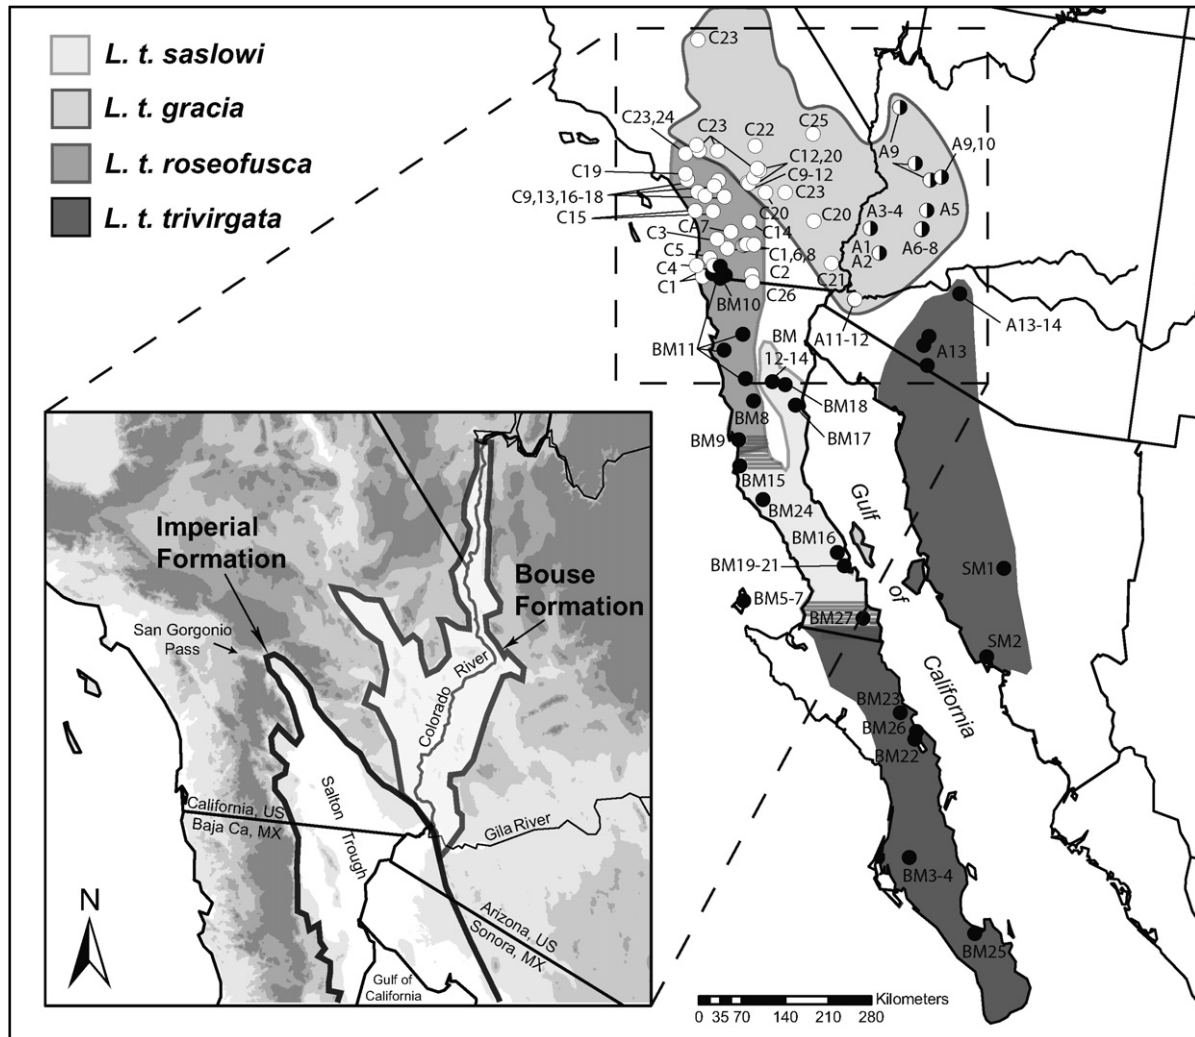 L. t. saslowi
L. t. gracia
L. t. roseofusca
L. t. trivirgata
C23
C23,24
C23
C22
C25
A9
A9,10
C12,20
C19
C9-12
C9,13,16-18
C23
C15
C20
C20
A3-4
A5
CA7
C14
C3
A6-8
C5
C1,6,8
A1
A2
C4
C2
C21
C1
BM10
C26
A11-12
A13-14
BM11
BM
12-14
A13
BM18
BM8
BM17
BM9
BM15
BM24
BM16
BM19-21
SM1
BM5-7
BM27
SM2
BM23
BM26
BM22
BM3-4
BM25
Gulf
of
California
Imperial
Formation
Bouse
Formation
San Gorgonio
Pass
Colorado River
Salton Trough
California, US
Baja Ca, MX
Gila River
Arizona, US
Sonora, MX
Gulf of
California
N
Kilometers
0 35 70 140 210 280